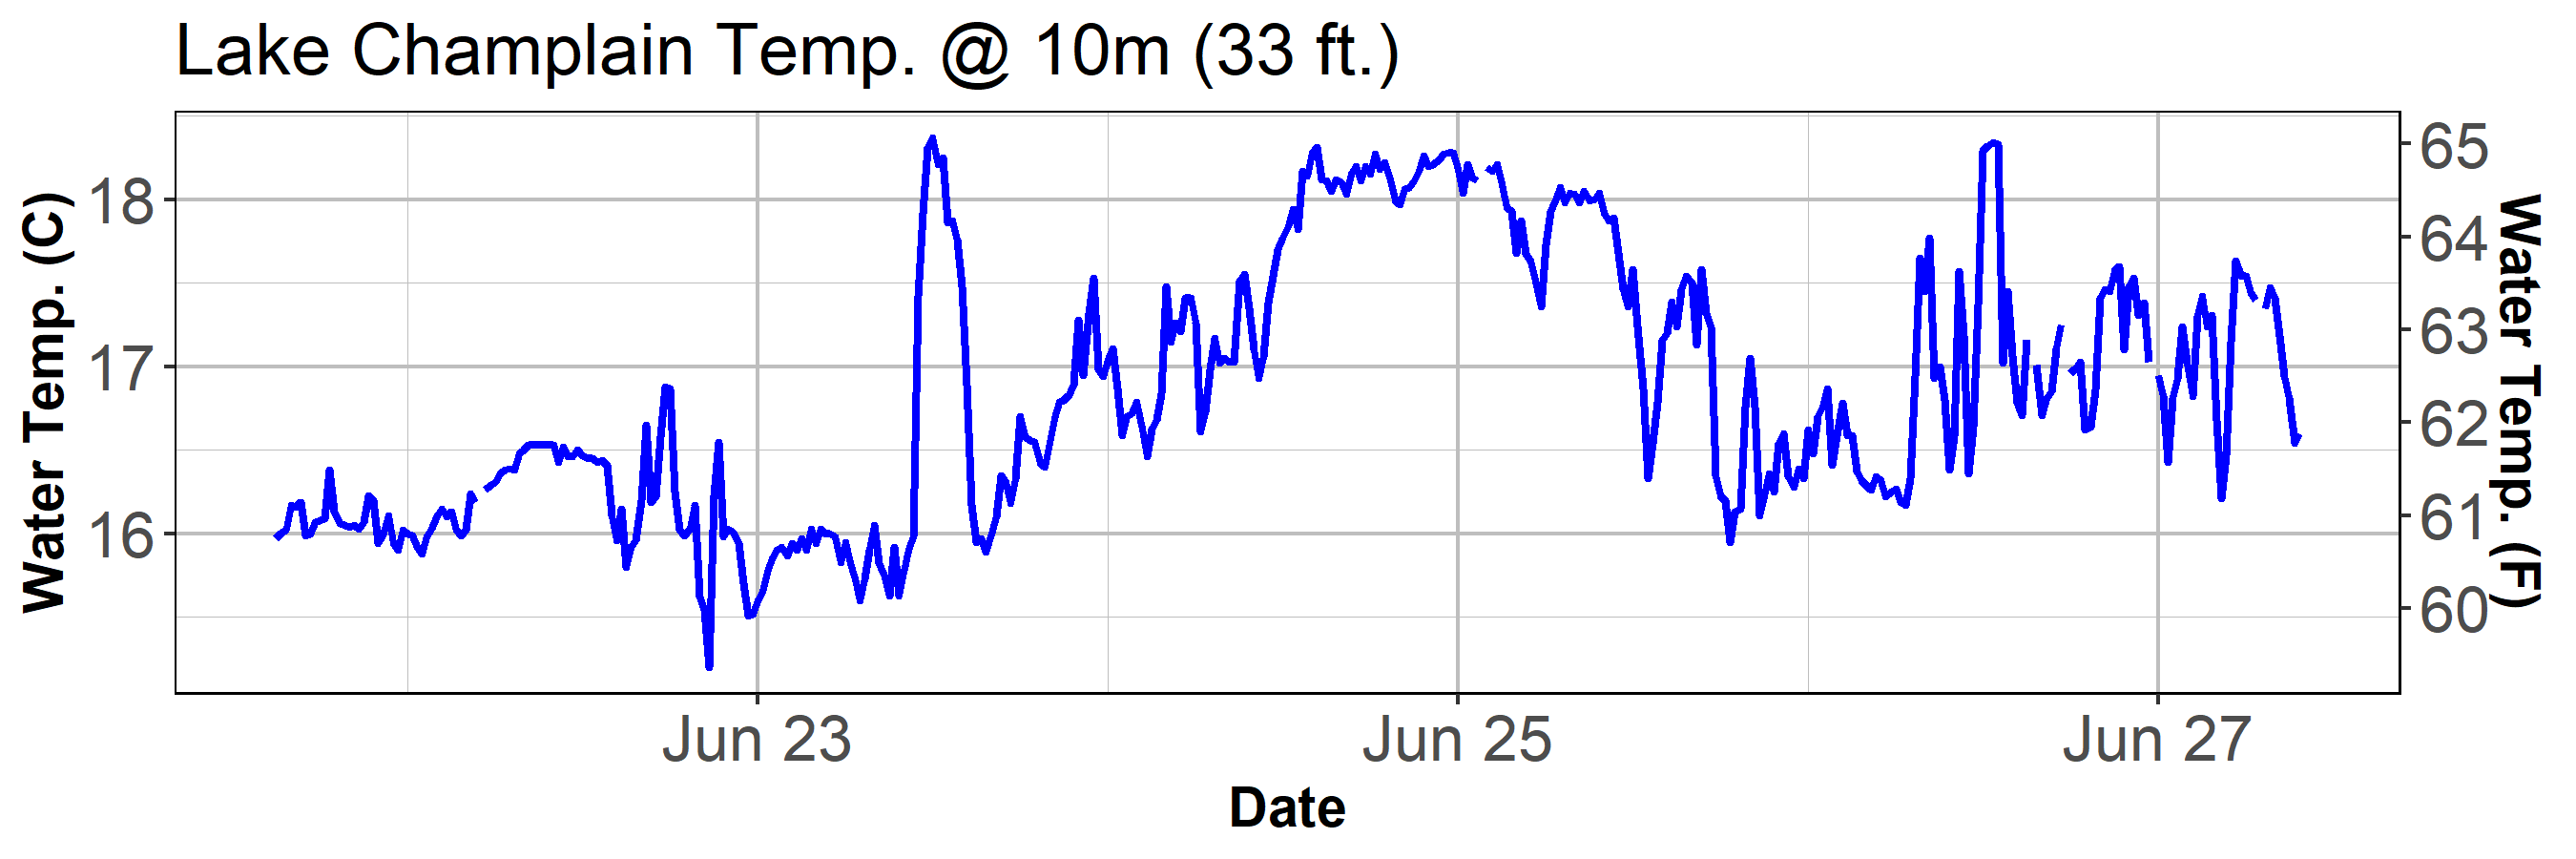 Lake Champlain Temp. @ 10m (33 ft.)
Water Temp. (C)
18
17
16
65
64
63
62
61
60
Water Temp. (F)
Jun 23
Jun 25
Jun 27
Date